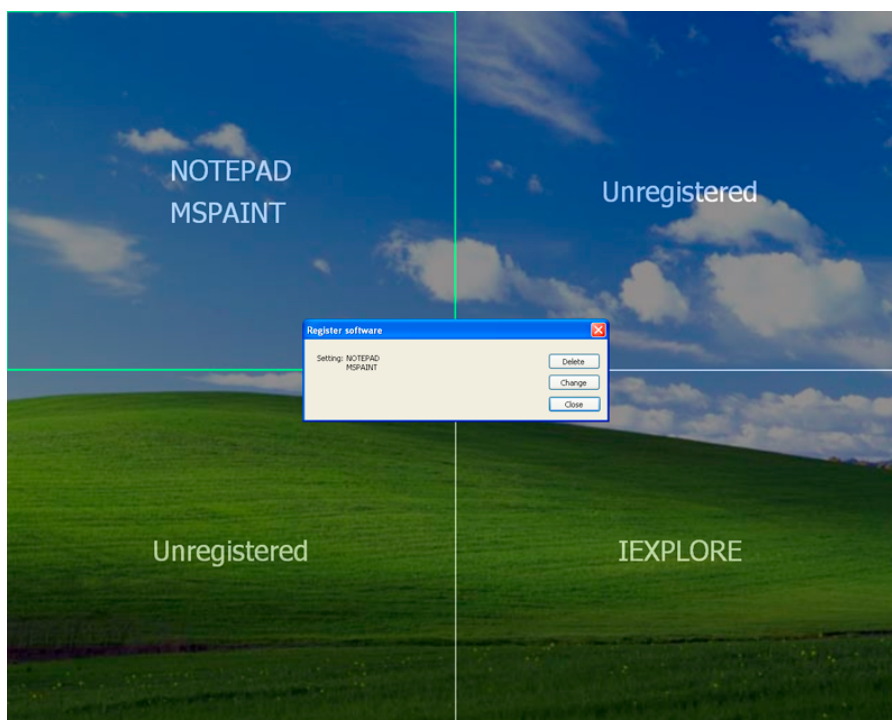 NOTEPAD
MSPAINT
Unregistered
Register software
Setting: NOTEPAD
MSPAINT
Delete
Change
Close
Unregistered
IEXPLORE